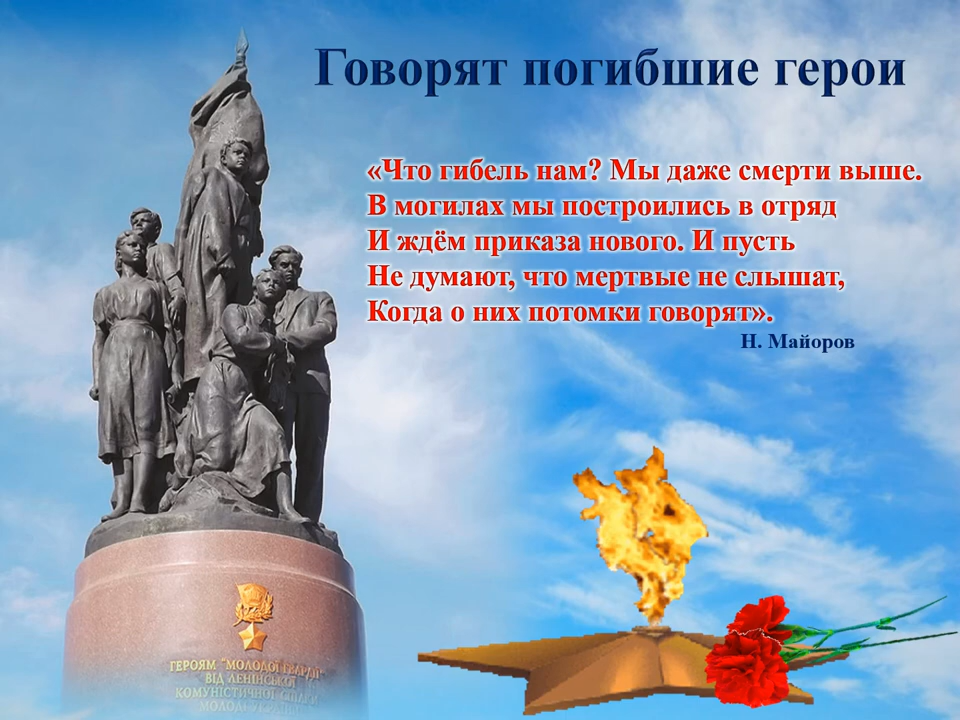 Говорят погибшие герои
«Что гибель нам? Мы даже смерти выше.
В могилах мы построились в отряд
И ждём приказа нового. И пусть
Не думают, что мертвые не слышат,
Когда о них потомки говорят».
Н. Майоров
ГЕРОЯМ "МОЛОДОЇ ГВАРДІЇ"
ВІД ЛЕНІНСЬКОЇ
КОМУНІСТИЧНОЇ СПІЛКИ